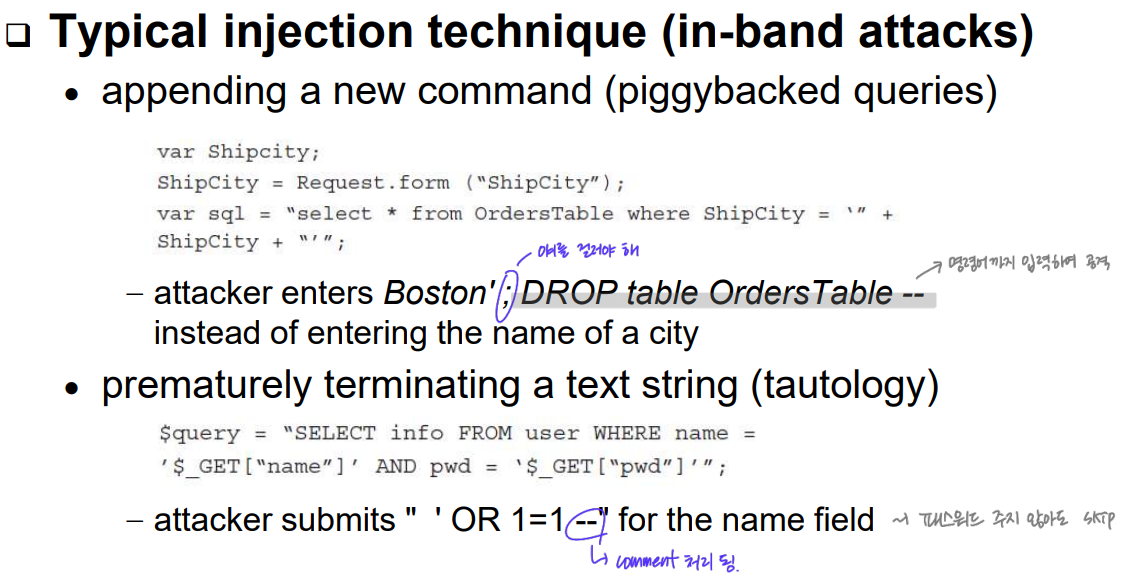 ❑ Typical injection technique (in-band attacks)
• appending a new command (piggybacked queries)
var Shipcity;
ShipCity = Request.form (“ShipCity”);
var sql = “select * from OrdersTable where ShipCity = ‘” +
ShipCity + “’”;
얘를 걸러야 해
명령어까지 입력하여 공격
– attacker enters Boston'; DROP table OrdersTable --
instead of entering the name of a city
• prematurely terminating a text string (tautology)
$query = “SELECT info FROM user WHERE name =
’$_GET[“name”]’ AND pwd = ‘$_GET[“pwd”]’”;
– attacker submits " ' OR 1=1 --" for the name field ~ 패스워드 주지 않아도 SKIP
comment 처리 됨.